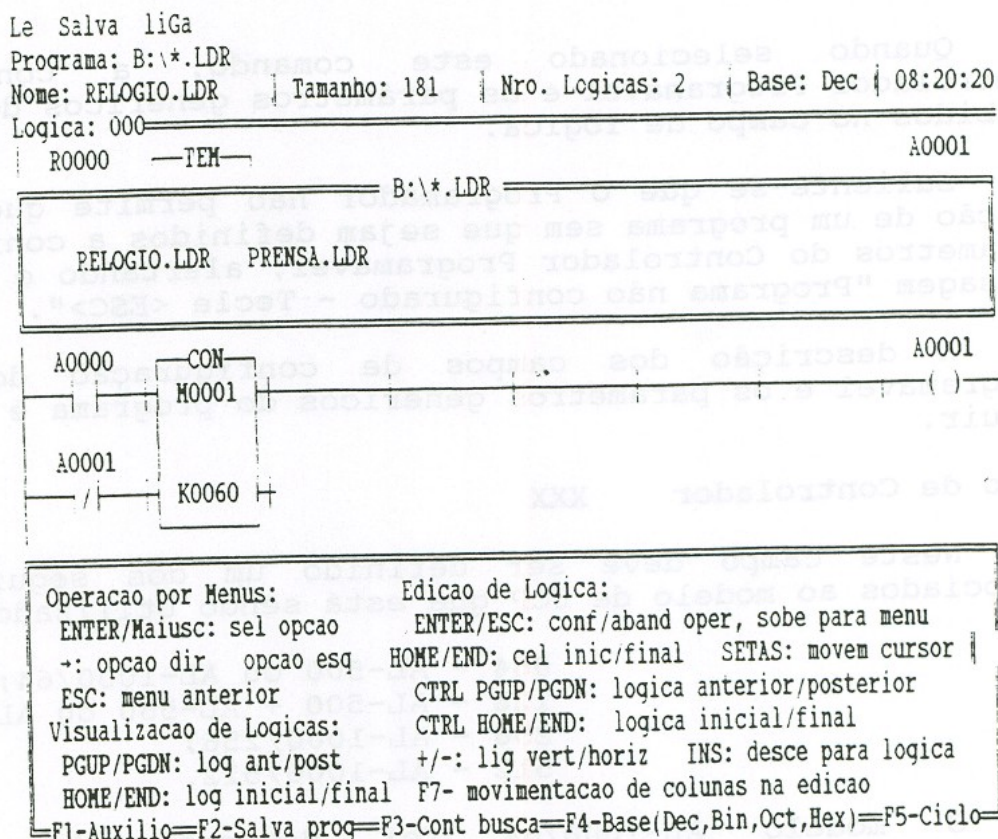 Le Salva liGa
Programa: B:\*.LDR
Nome: RELOGIO.LDR | Tamanho: 181 | Nro. Logicas: 2 | Base: Dec | 08:20:20
Logica: 000
R0000 —TEM— A0001
B:\*.LDR
RELOGIO.LDR PRENSA.LDR
A0000 —CON— A0001
M0001 ( )
A0001
/ K0060
Operacao por Menus: Edicao de Logica:
ENTER/Maiusc: sel opcao ENTER/ESC: conf/aband oper, sobe para menu
→: opcao dir opcao esq HOME/END: cel inic/final SETAS: movem cursor
ESC: menu anterior CTRL PGUP/PGDN: logica anterior/posterior
Visualizacao de Logicas: CTRL HOME/END: logica inicial/final
PGUP/PGDN: log ant/post +/-: lig vert/horiz INS: desce para logica
HOME/END: log inicial/final F7- movimentacao de colunas na edicao
F1-Auxilio══F2-Salva prog══F3-Cont busca══F4-Base(Dec,Bin,Oct,Hex)══F5-Ciclo